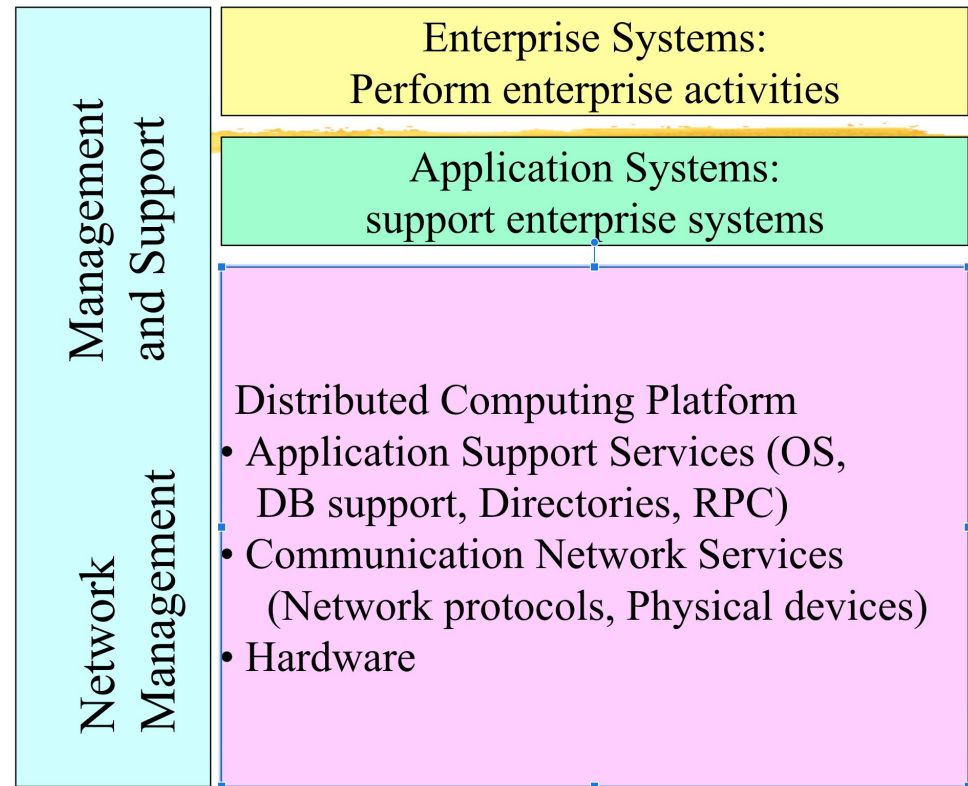 Management
and Support
Network
Management
Enterprise Systems:
Perform enterprise activities
Application Systems:
support enterprise systems
Distributed Computing Platform
• Application Support Services (OS,
DB support, Directories, RPC)
• Communication Network Services
(Network protocols, Physical devices)
• Hardware